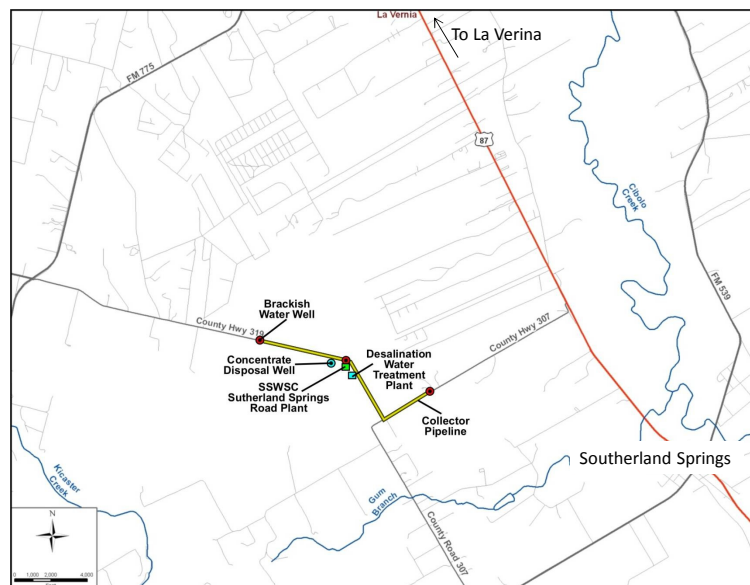 La Vernia
To La Verina
FM 775
87
Cibolo
Creek
FM 539
Brackish
Water Well
County Hwy 319
County Hwy 307
Concentrate
Disposal Well
Desalination
Water
Treatment
Plant
SSWSC
Sutherland Springs
Road Plant
Collector
Pipeline
Southerland Springs
Kicaster
Creek
Gum
Branch
County Road 307
N
0 1,000 2,000 4,000